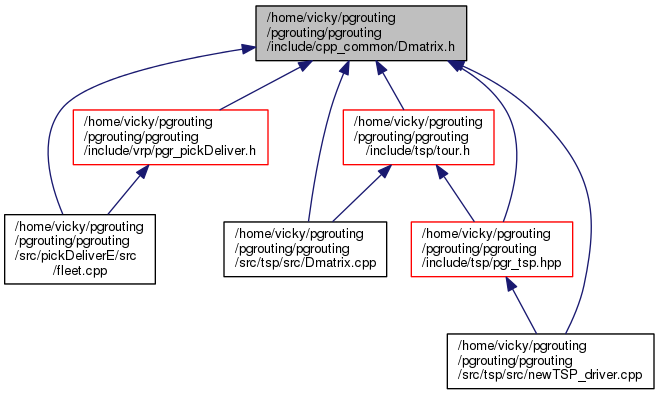 /home/vicky/pgrouting
/pgrouting/pgrouting
/include/cpp_common/Dmatrix.h
/home/vicky/pgrouting
/pgrouting/pgrouting
/include/vrp/pgr_pickDeliver.h
/home/vicky/pgrouting
/pgrouting/pgrouting
/include/tsp/tour.h
/home/vicky/pgrouting
/pgrouting/pgrouting
/src/pickDeliverE/src
/fleet.cpp
/home/vicky/pgrouting
/pgrouting/pgrouting
/src/tsp/src/Dmatrix.cpp
/home/vicky/pgrouting
/pgrouting/pgrouting
/include/tsp/pgr_tsp.hpp
/home/vicky/pgrouting
/pgrouting/pgrouting
/src/tsp/src/newTSP_driver.cpp